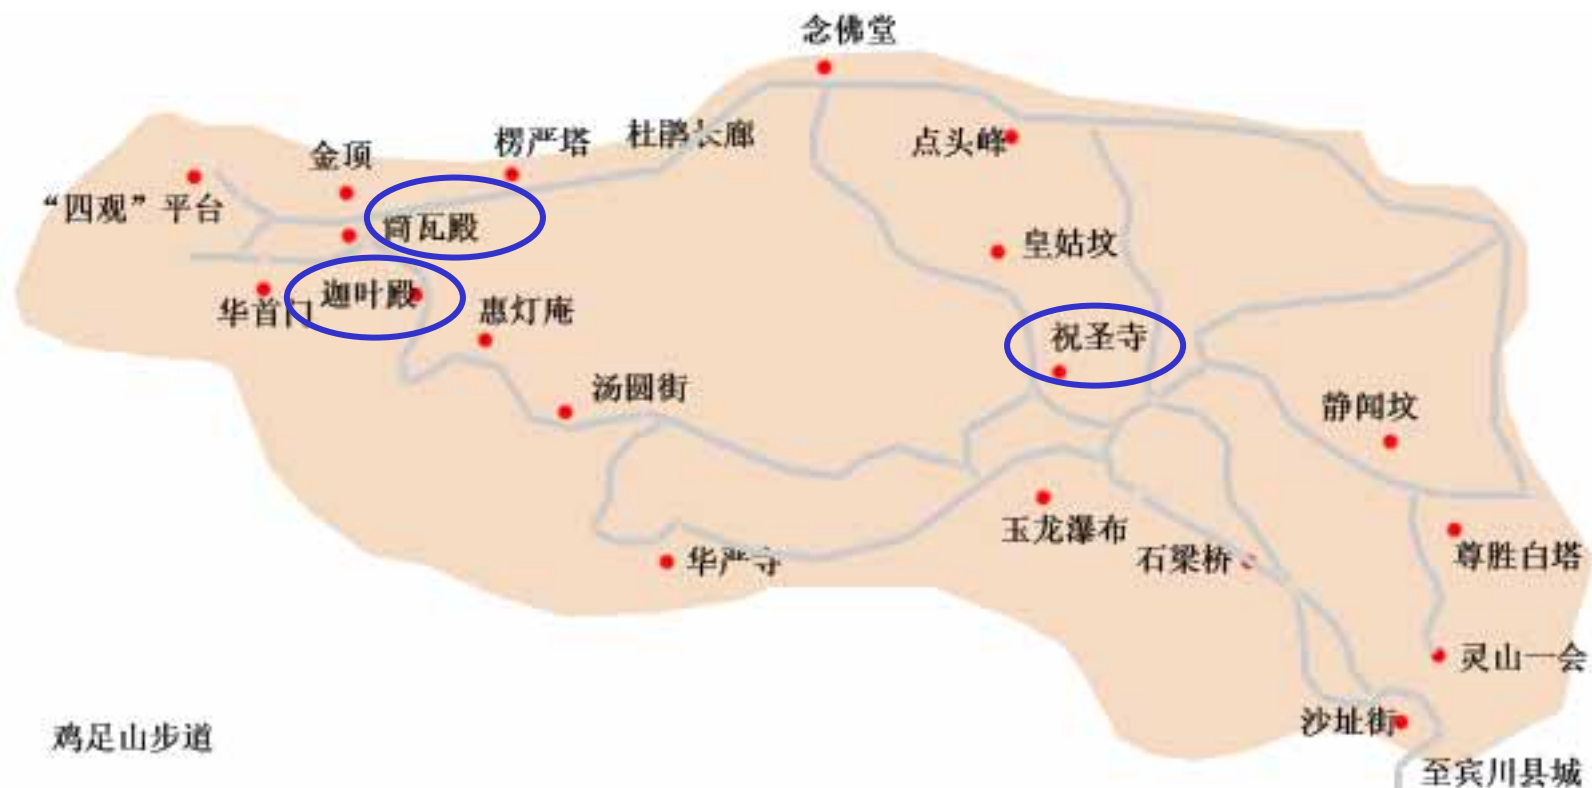 念佛堂
杜鹃长廊
点头峰
楞严塔
金顶
“四观”平台
筒瓦殿
皇姑坟
迦叶殿
华首门
惠灯庵
祝圣寺
汤圆街
静闻坟
玉龙瀑布
石梁桥
华严寺
尊胜白塔
灵山一会
沙址街
鸡足山步道
至宾川县城